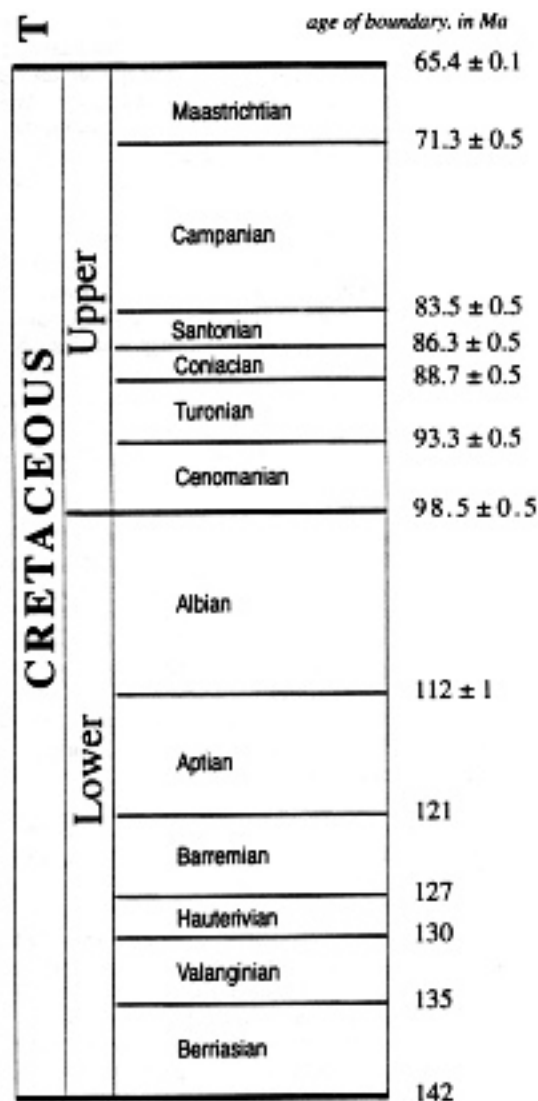 T
age of boundary. in Ma
65.4 ± 0.1
Maastrichtian
71.3 ± 0.5
Campanian
83.5 ± 0.5
Santonian
86.3 ± 0.5
Coniacian
88.7 ± 0.5
Turonian
93.3 ± 0.5
Cenomanian
98.5 ± 0.5
Upper
CRETACEOUS
Albian
112 ± 1
Aptian
121
Lower
Barremian
127
Hauterivian
130
Valanginian
135
Berriasian
142